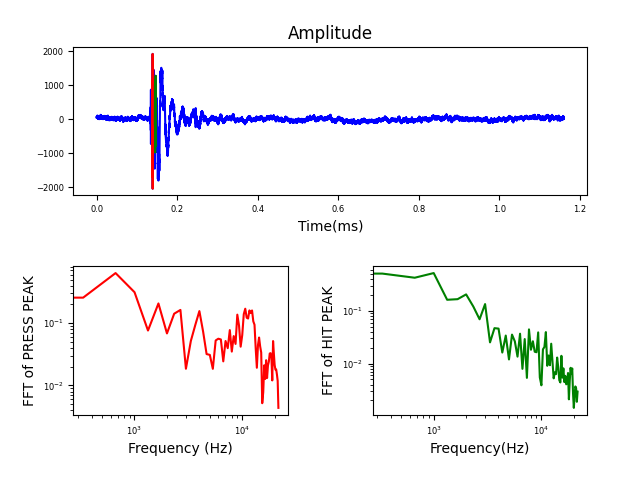 Amplitude
2000
1000
0
−1000
−2000
0.0 0.2 0.4 0.6 0.8 1.0 1.2
Time(ms)
FFT of PRESS PEAK
10⁻¹
10⁻²
10³ 10⁴
Frequency (Hz)
FFT of HIT PEAK
10⁻¹
10⁻²
10³ 10⁴
Frequency(Hz)